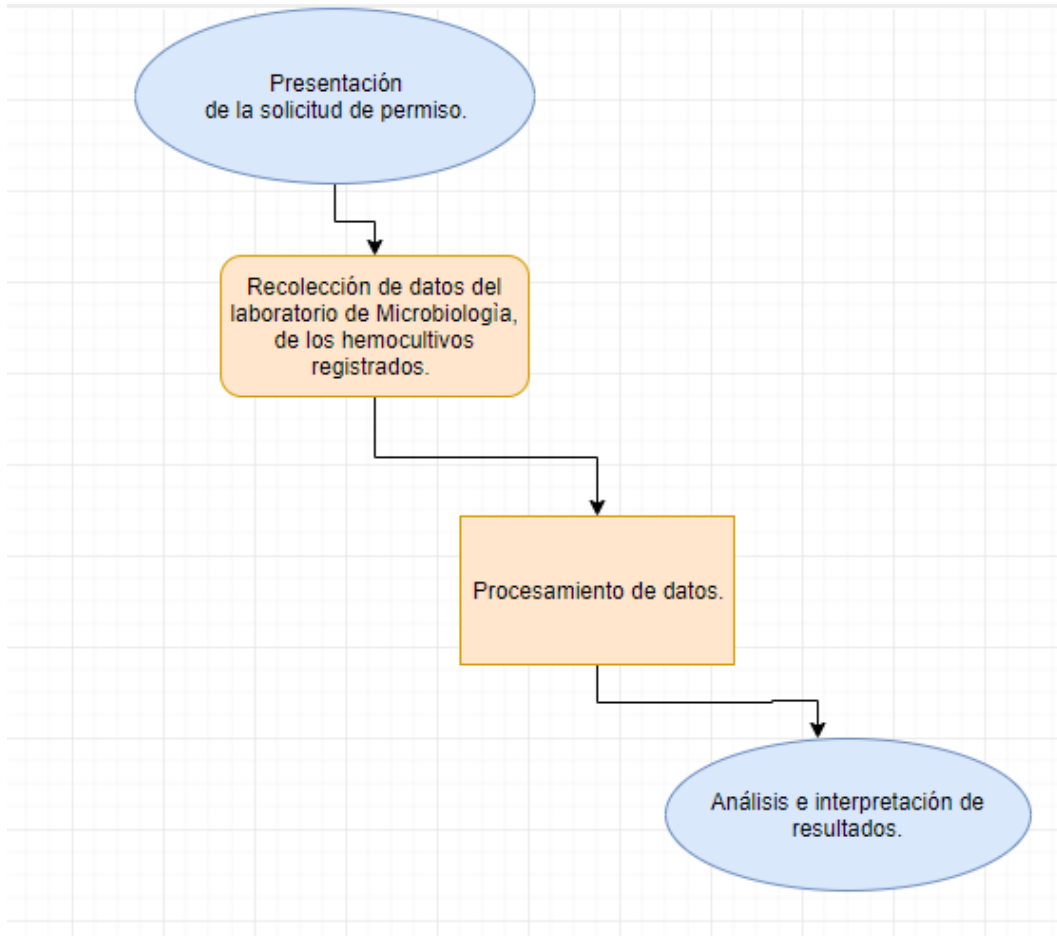 Presentación
de la solicitud de permiso.
Recolección de datos del
laboratorio de Microbiologìa,
de los hemocultivos
registrados.
Procesamiento de datos.
Análisis e interpretación de
resultados.